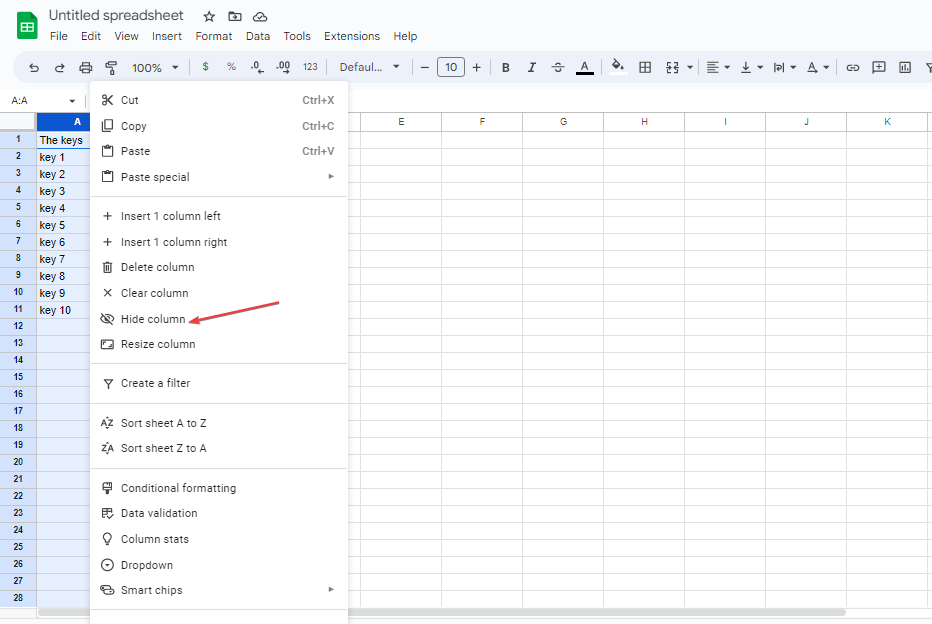 Untitled spreadsheet
File Edit View Insert Format Data Tools Extensions Help
100% $ % .0 .00 123 Defaul... − 10 + B I A
A:A
A E F G H I J K
1 The keys
2 key 1
3 key 2
4 key 3
5 key 4
6 key 5
7 key 6
8 key 7
9 key 8
10 key 9
11 key 10
12
13
14
15
16
17
18
19
20
21
22
23
24
25
26
27
28
Cut Ctrl+X
Copy Ctrl+C
Paste Ctrl+V
Paste special
Insert 1 column left
Insert 1 column right
Delete column
Clear column
Hide column
Resize column
Create a filter
Sort sheet A to Z
Sort sheet Z to A
Conditional formatting
Data validation
Column stats
Dropdown
Smart chips